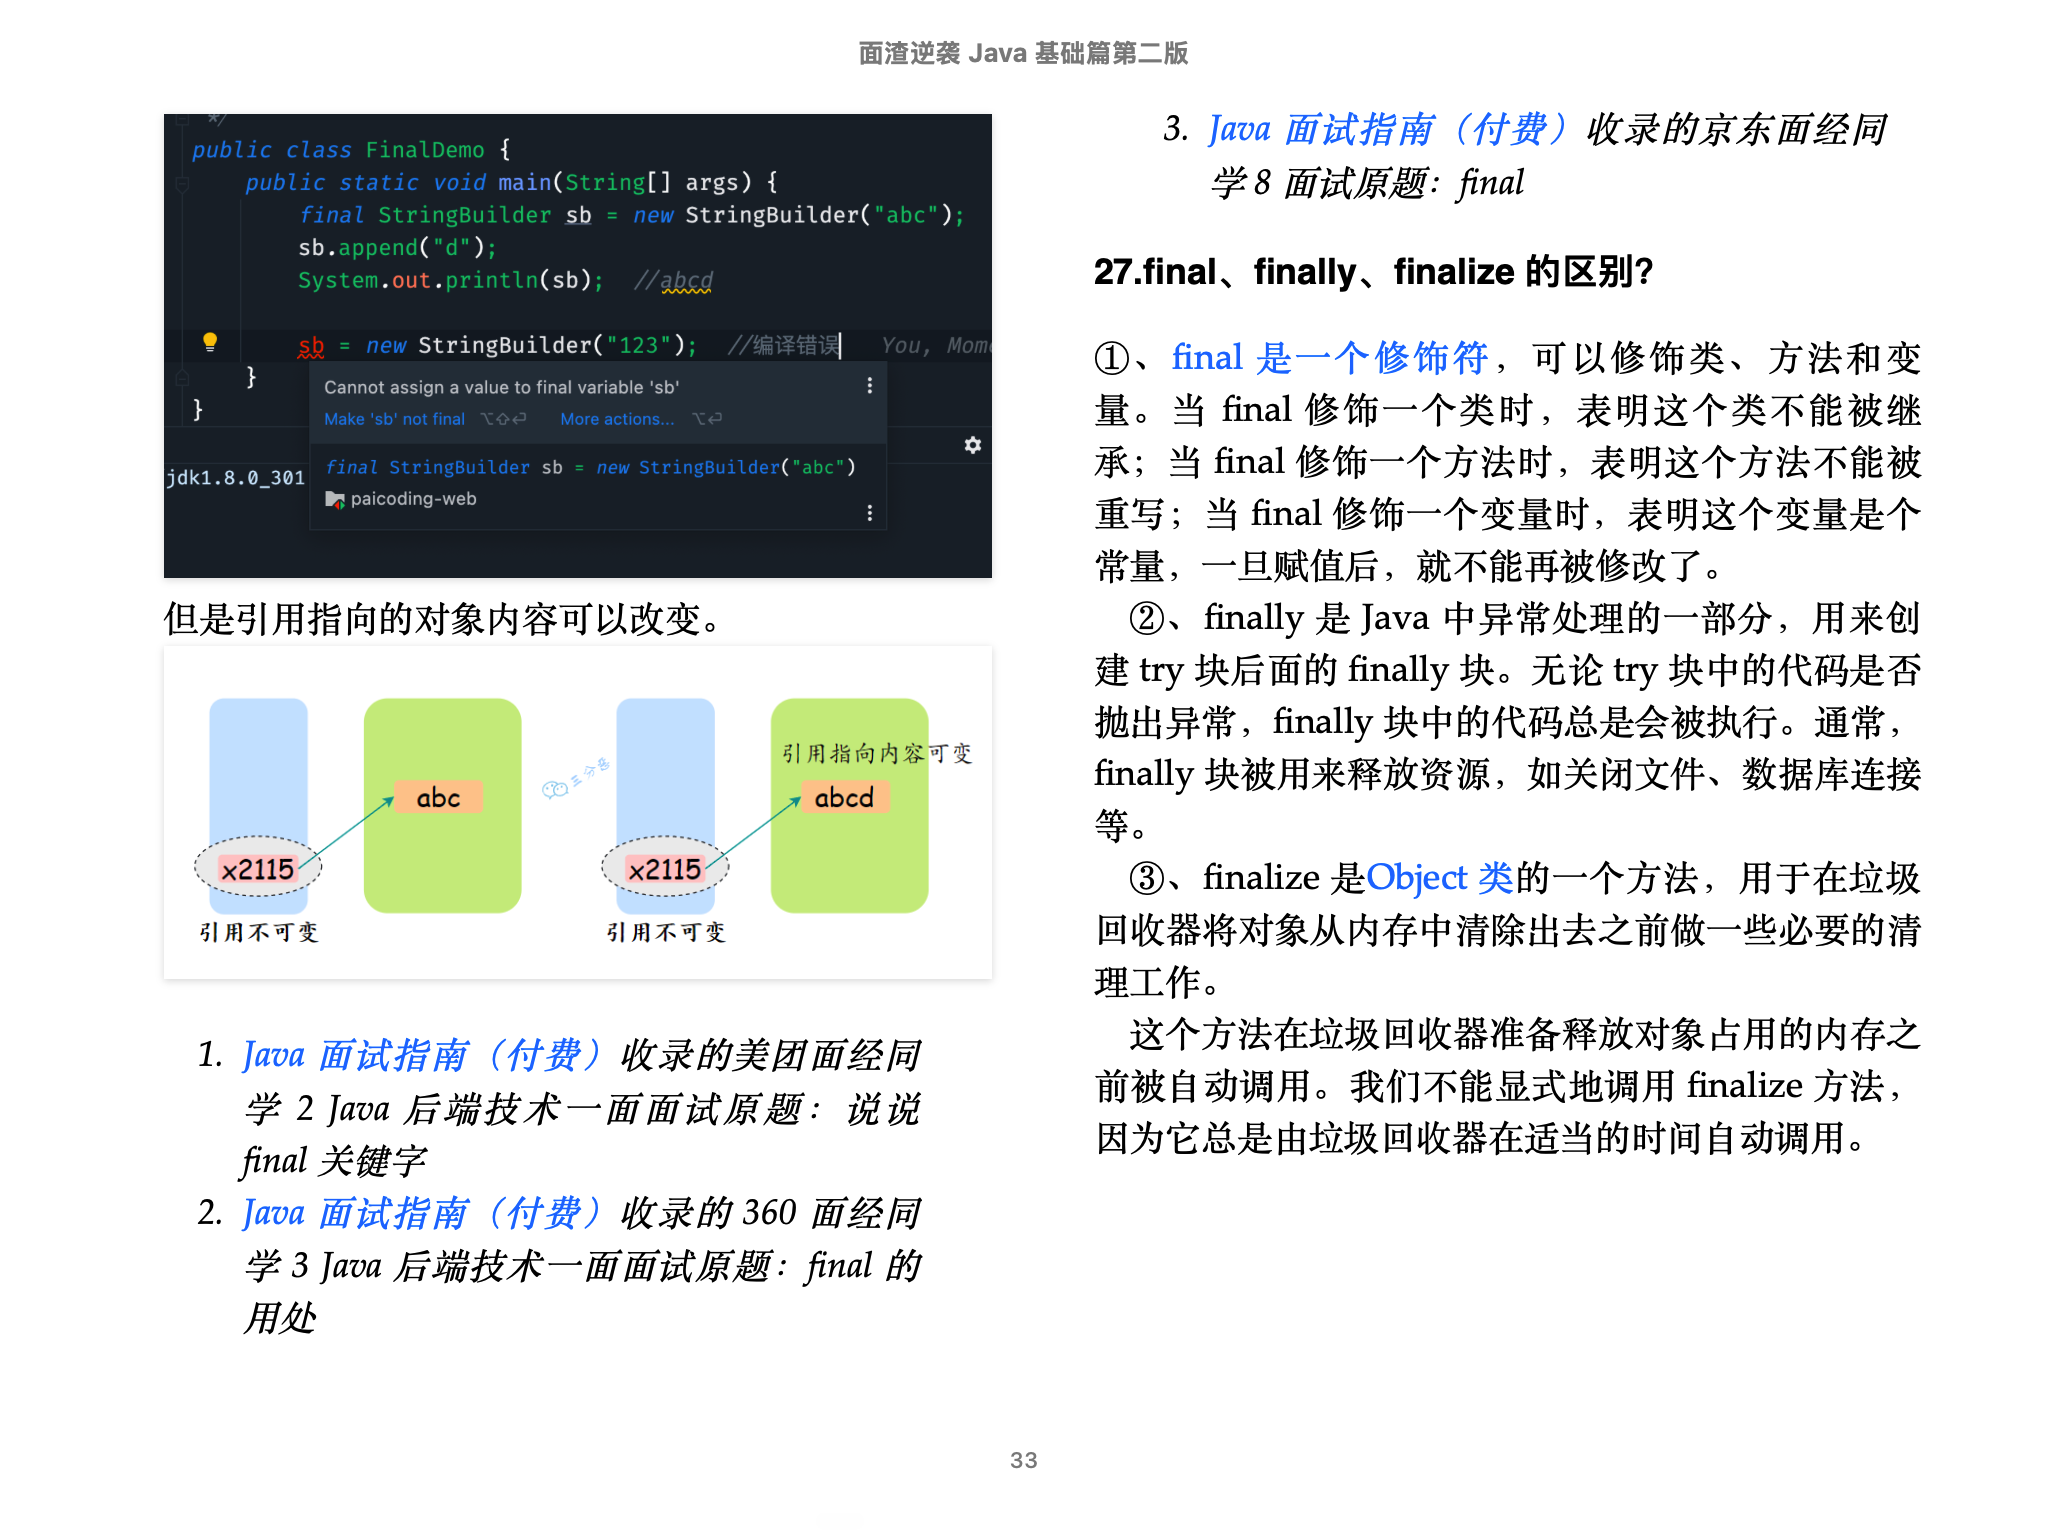 面渣逆袭 Java 基础篇第二版
*/
public class FinalDemo {
public static void main(String[] args) {
final StringBuilder sb = new StringBuilder("abc");
sb.append("d");
System.out.println(sb);  //abcd
sb = new StringBuilder("123");  //编译错误    You, Mome
}
}
Cannot assign a value to final variable 'sb'
Make 'sb' not final ⌥⇧⏎ More actions... ⌥⏎
final StringBuilder sb = new StringBuilder("abc")
paicoding-web
jdk1.8.0_301
但是引用指向的对象内容可以改变。
引用指向内容可变
abc
三分恶
abcd
x2115
x2115
引用不可变
引用不可变
1. Java 面试指南（付费）收录的美团面经同
学 2 Java 后端技术一面面试原题：说说
final 关键字
2. Java 面试指南（付费）收录的 360 面经同
学 3 Java 后端技术一面面试原题：final 的
用处
3. Java 面试指南（付费）收录的京东面经同
学 8 面试原题：final
27.final、finally、finalize 的区别？
①、final 是一个修饰符，可以修饰类、方法和变
量。当 final 修饰一个类时，表明这个类不能被继
承；当 final 修饰一个方法时，表明这个方法不能被
重写；当 final 修饰一个变量时，表明这个变量是个
常量，一旦赋值后，就不能再被修改了。
②、finally 是 Java 中异常处理的一部分，用来创
建 try 块后面的 finally 块。无论 try 块中的代码是否
抛出异常，finally 块中的代码总是会被执行。通常，
finally 块被用来释放资源，如关闭文件、数据库连接
等。
③、finalize 是Object 类的一个方法，用于在垃圾
回收器将对象从内存中清除出去之前做一些必要的清
理工作。
这个方法在垃圾回收器准备释放对象占用的内存之
前被自动调用。我们不能显式地调用 finalize 方法，
因为它总是由垃圾回收器在适当的时间自动调用。
33